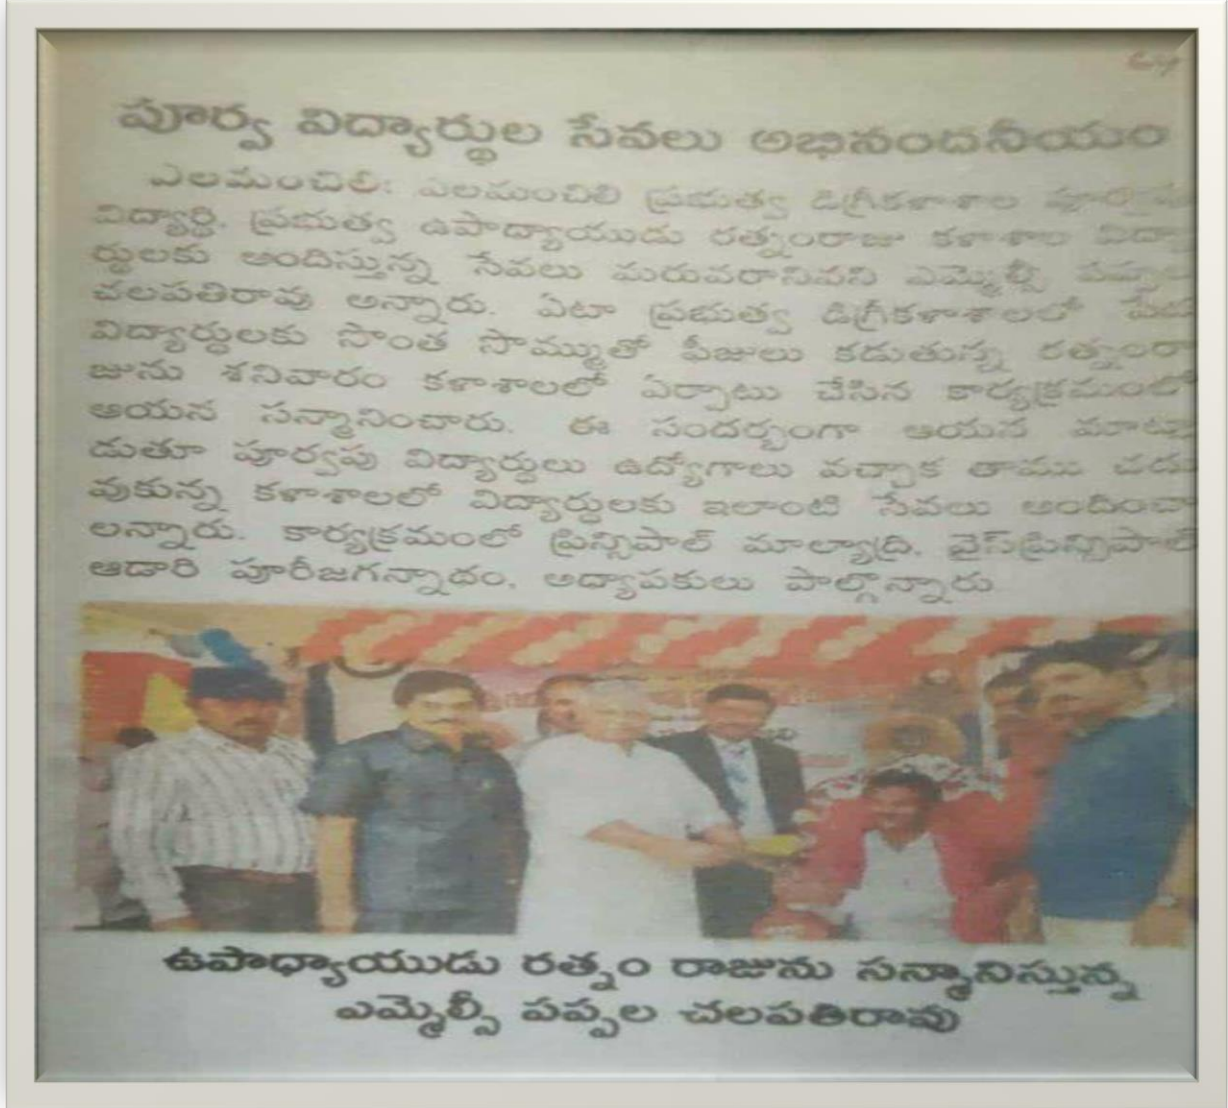 పూర్వ విద్యార్థుల సేవలు అభినందనీయం
ఎలమంచిలి: ఎలమంచిలి ప్రభుత్వ డిగ్రీకళాశాల
విద్యార్థి, ప్రభుత్వ ఉపాధ్యాయుడు రత్నంరాజు కళాశాల విద్యా
ర్థులకు అందిస్తున్న సేవలు మరువరానివని ఎమ్మెల్సీ పప్పల
చలపతిరావు అన్నారు. ఏటా ప్రభుత్వ డిగ్రీకళాశాలలో పేద
విద్యార్థులకు సొంత సొమ్ముతో ఫీజులు కడుతున్న రత్నంరా
జును శనివారం కళాశాలలో ఏర్పాటు చేసిన కార్యక్రమంలో
ఆయన సన్మానించారు. ఈ సందర్భంగా ఆయన మాట్లా
డుతూ పూర్వపు విద్యార్థులు ఉద్యోగాలు వచ్చాక తాము చదు
వుకున్న కళాశాలలో విద్యార్థులకు ఇలాంటి సేవలు అందించా
లన్నారు. కార్యక్రమంలో ప్రిన్సిపాల్ మాల్యాద్రి, వైస్‌ప్రిన్సిపాల్
ఆడారి పూరీజగన్నాథం, అధ్యాపకులు పాల్గొన్నారు
ఉపాధ్యాయుడు రత్నం రాజును సన్మానిస్తున్న
ఎమ్మెల్సీ పప్పల చలపతిరావు